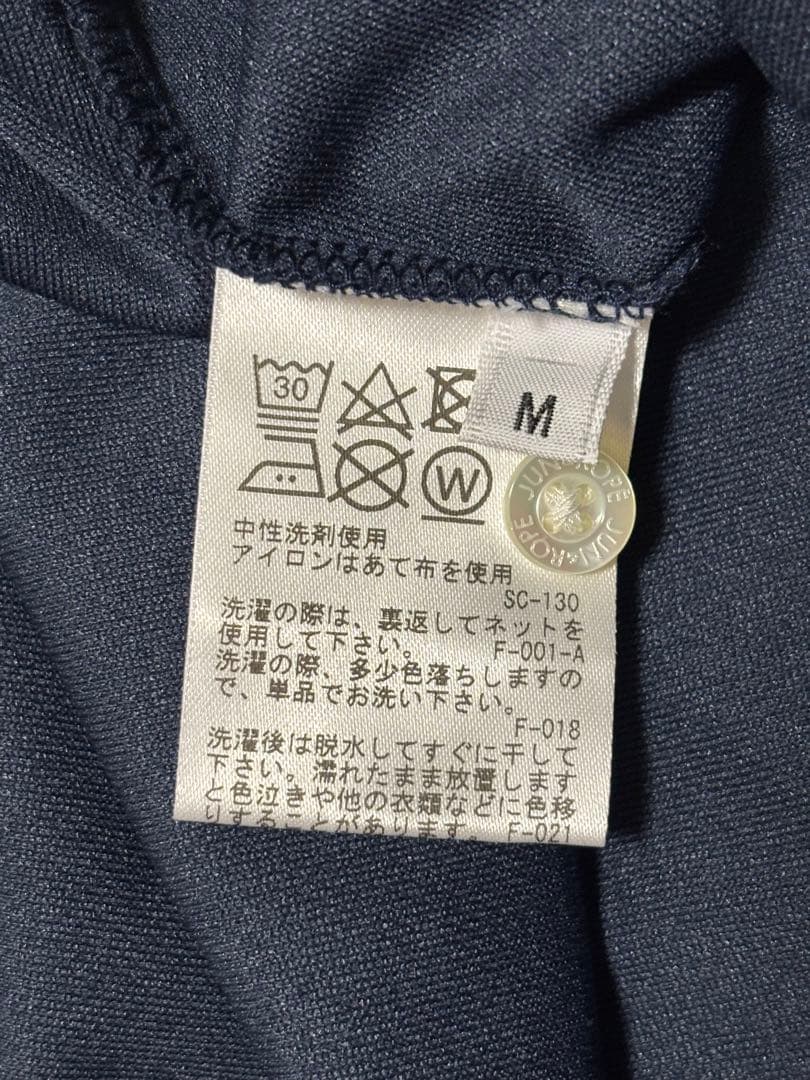 30
M
W
JUN★ROPE JUN★ROPE
中性洗剤使用
アイロンはあて布を使用
SC-130
洗濯の際は、裏返してネットを
使用して下さい。 F-001-A
洗濯の際、多少色落ちしますの
で、単品でお洗い下さい。
F-018
洗濯後は脱水してすぐに干して
下さい。濡れたまま放置します
と色泣きや他の衣類などに色移
りすることがあります。 F-021